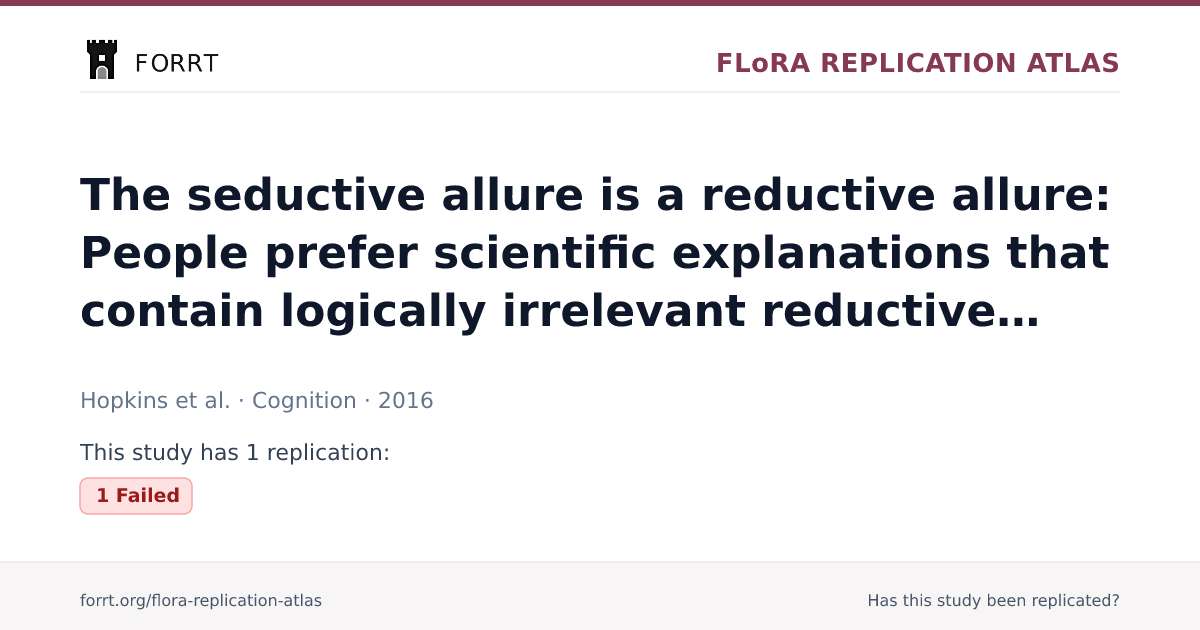 FORRT
FLoRA REPLICATION ATLAS
The seductive allure is a reductive allure:
People prefer scientific explanations that
contain logically irrelevant reductive…
Hopkins et al. · Cognition · 2016
This study has 1 replication:
1 Failed
forrt.org/flora-replication-atlas
Has this study been replicated?